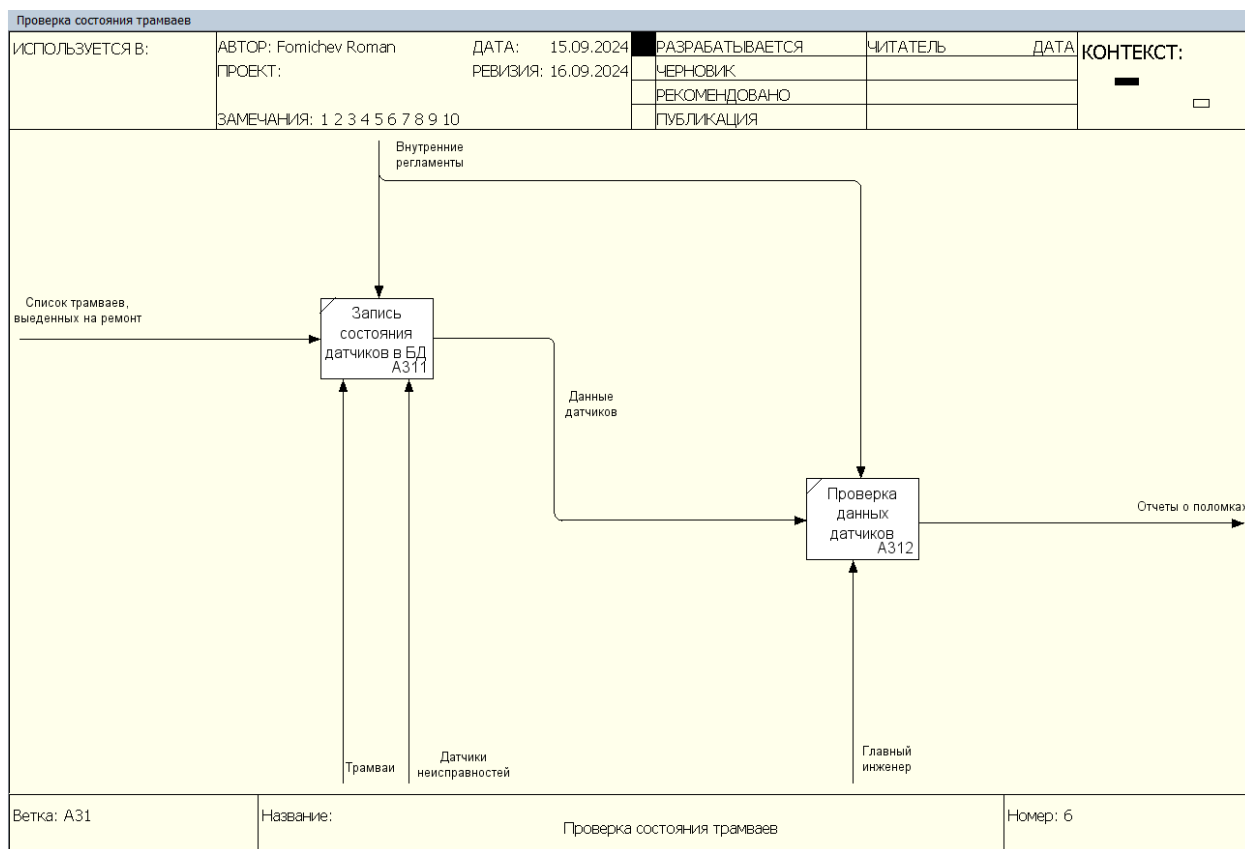 Проверка состояния трамваев
ИСПОЛЬЗУЕТСЯ В:
АВТОР: Fomichev Roman
ДАТА: 15.09.2024
ПРОЕКТ:
РЕВИЗИЯ: 16.09.2024
ЗАМЕЧАНИЯ: 1 2 3 4 5 6 7 8 9 10
РАЗРАБАТЫВАЕТСЯ
ЧЕРНОВИК
РЕКОМЕНДОВАНО
ПУБЛИКАЦИЯ
ЧИТАТЕЛЬ
ДАТА
КОНТЕКСТ:
Внутренние
регламенты
Список трамваев,
выеденных на ремонт
Запись
состояния
датчиков в БД
A311
Данные
датчиков
Проверка
данных
датчиков
A312
Отчеты о поломках
Трамваи
Датчики
неисправностей
Главный
инженер
Ветка: A31
Название:
Проверка состояния трамваев
Номер: 6